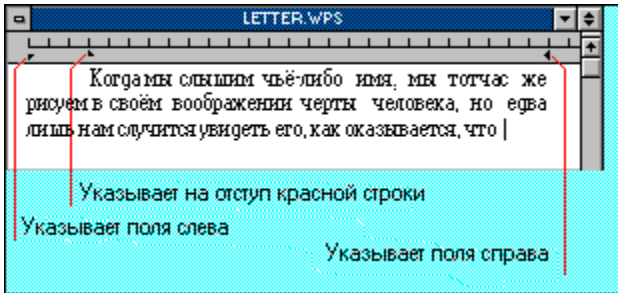 LETTER.WPS
Когда мы слышим чьё-либо имя, мы тотчас же
рисуем в своём воображении черты человека, но едва
лишь нам случится увидеть его, как оказывается, что
Указывает на отступ красной строки
Указывает поля слева
Указывает поля справа